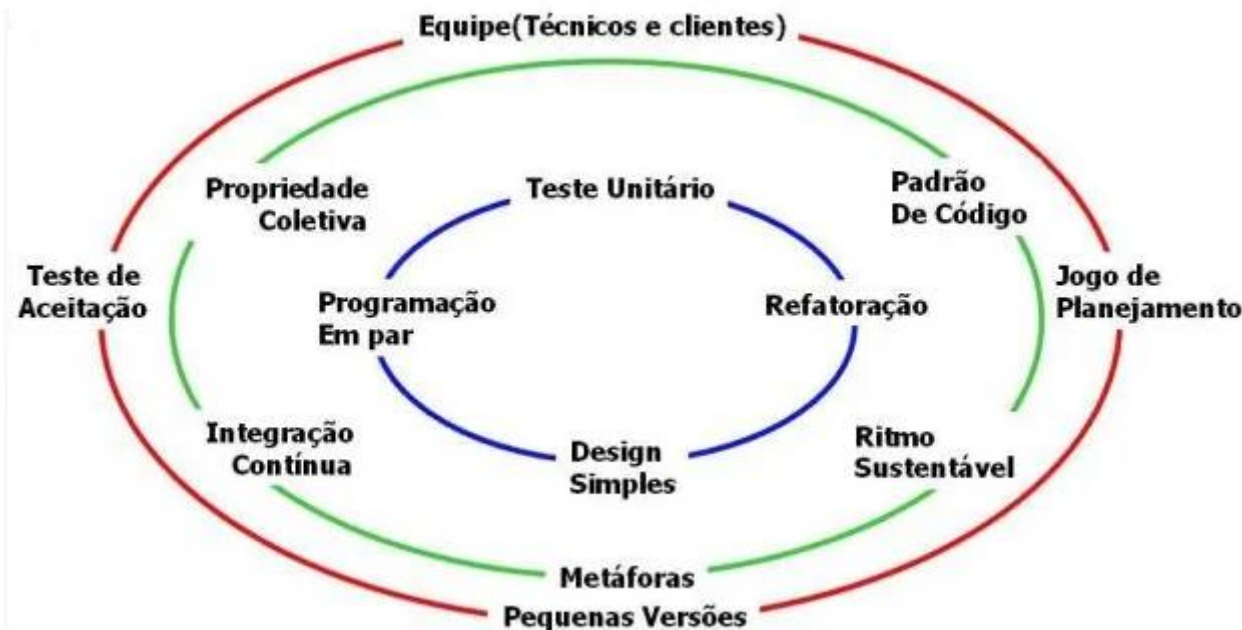 Equipe(Técnicos e clientes)
Propriedade
Coletiva
Teste Unitário
Padrão
De Código
Teste de
Aceitação
Programação
Em par
Refatoração
Jogo de
Planejamento
Integração
Contínua
Design
Simples
Ritmo
Sustentável
Metáforas
Pequenas Versões